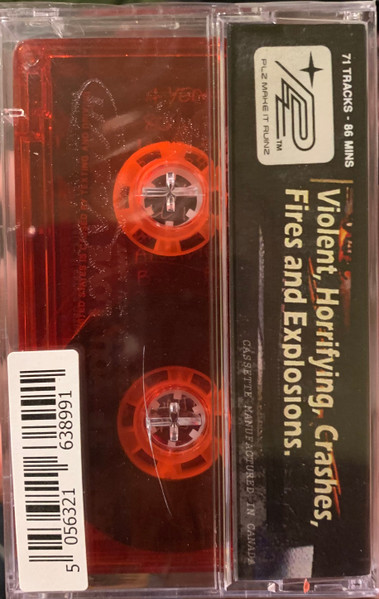 71 TRACKS - 86 MINS
PLZ MAKE IT RUINZ
TM
Violent, Horrifying, Crashes,
Fires and Explosions.
CASSETTE MANUFACTURED IN CANADA
5 056321 638991